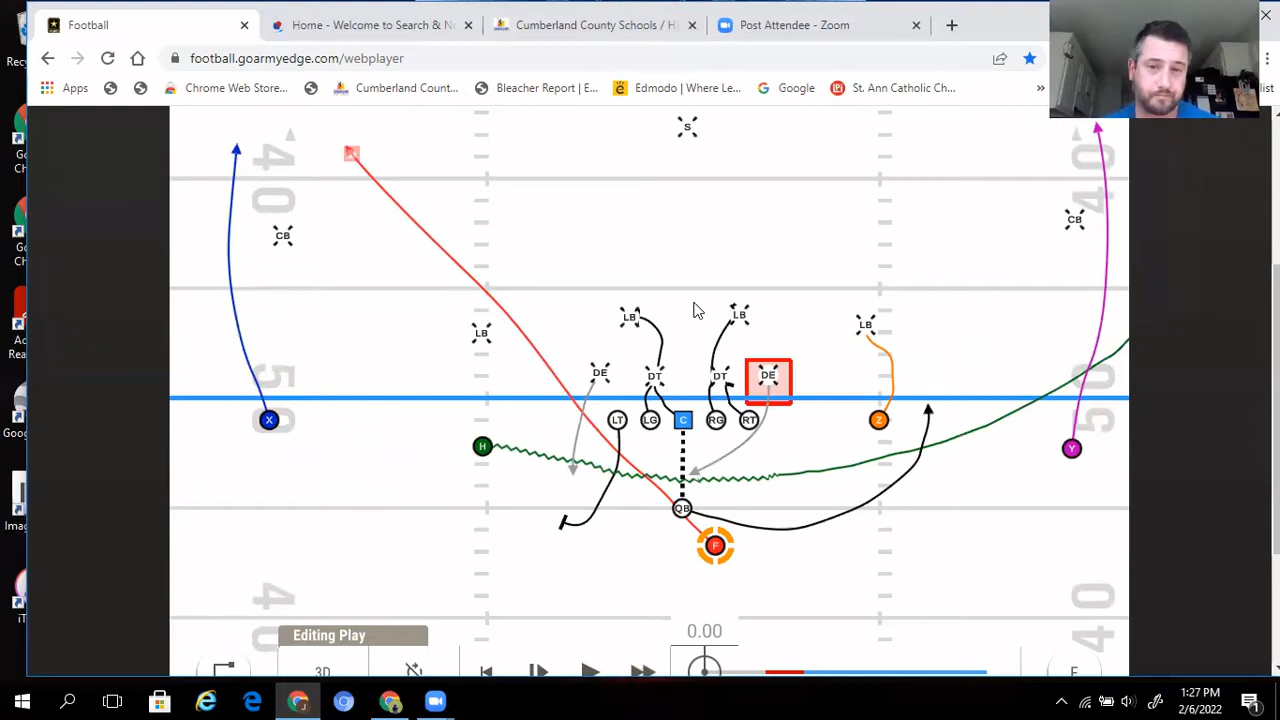 Football
Home - Welcome to Search & Ne
Cumberland County Schools / H
Test Attendee - Zoom
football.goarmyedge.com/webplayer
Apps
Chrome Web Store...
Cumberland Count...
Bleacher Report | E...
Edmodo | Where Le...
Google
St. Ann Catholic Ch...
»
list
S
40
40
CB
CB
LB
LB
LB
LB
DE
DT
DT
DE
50
50
X
LT
LG
C
RG
RT
Z
H
Y
QB
F
40
40
Editing Play
0.00
3D
F
1:27 PM
2/6/2022